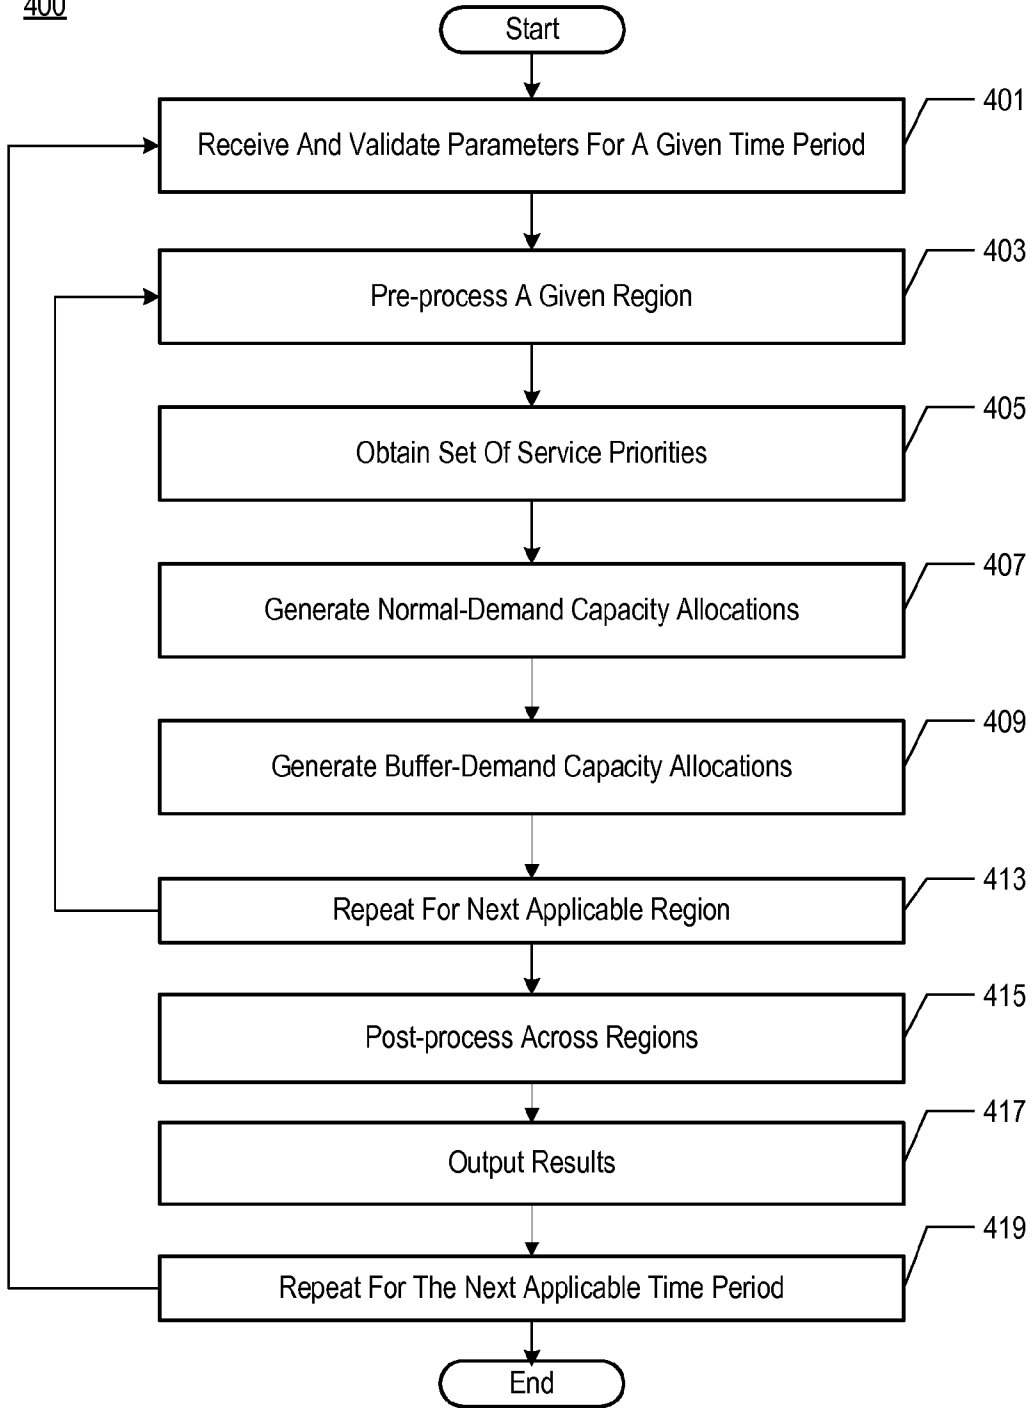 400
Start
Receive And Validate Parameters For A Given Time Period
401
Pre-process A Given Region
403
Obtain Set Of Service Priorities
405
Generate Normal-Demand Capacity Allocations
407
Generate Buffer-Demand Capacity Allocations
409
Repeat For Next Applicable Region
413
Post-process Across Regions
415
Output Results
417
Repeat For The Next Applicable Time Period
419
End